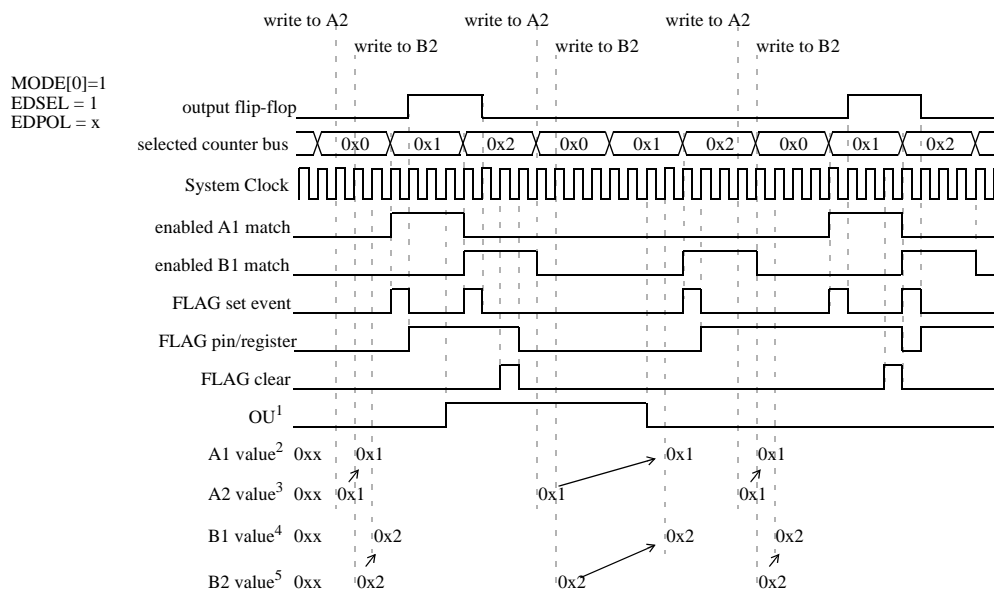 write to A2 write to A2 write to A2
write to B2 write to B2 write to B2
MODE[0]=1
EDSEL = 1
EDPOL = x
output flip-flop
selected counter bus 0x0 0x1 0x2 0x0 0x1 0x2 0x0 0x1 0x2
System Clock
enabled A1 match
enabled B1 match
FLAG set event
FLAG pin/register
FLAG clear
OU1
A1 value2 0xx 0x1 0x1 0x1
A2 value3 0xx 0x1 0x1 0x1
B1 value4 0xx 0x2 0x2 0x2
B2 value5 0xx 0x2 0x2 0x2